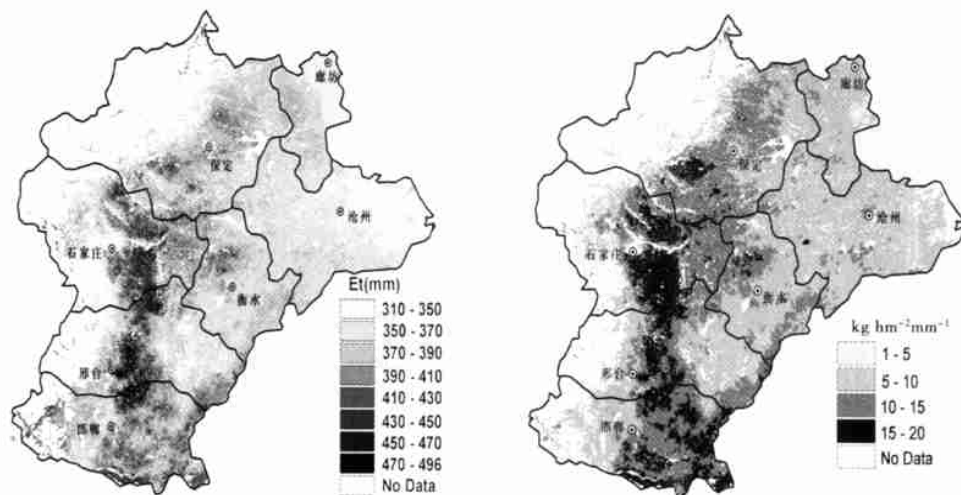 廊坊
保定
沧州
石家庄
衡水
邢台
邯郸
Et(mm)
310 - 350
350 - 370
370 - 390
390 - 410
410 - 430
430 - 450
450 - 470
470 - 496
No Data
廊坊
保定
沧州
石家庄
衡水
邢台
邯郸
kg hm⁻²mm⁻¹
1 - 5
5 - 10
10 - 15
15 - 20
No Data